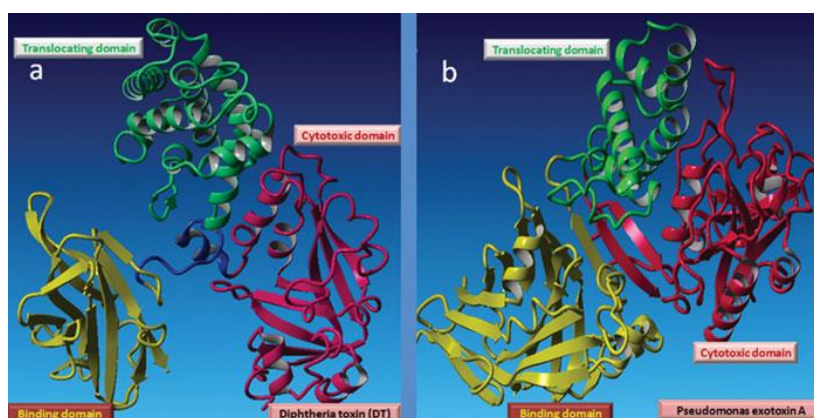 Translocating domain
a
Cytotoxic domain
Binding domain
Diphtheria toxin (DT)
Translocating domain
b
Cytotoxic domain
Binding domain
Pseudomonas exotoxin A